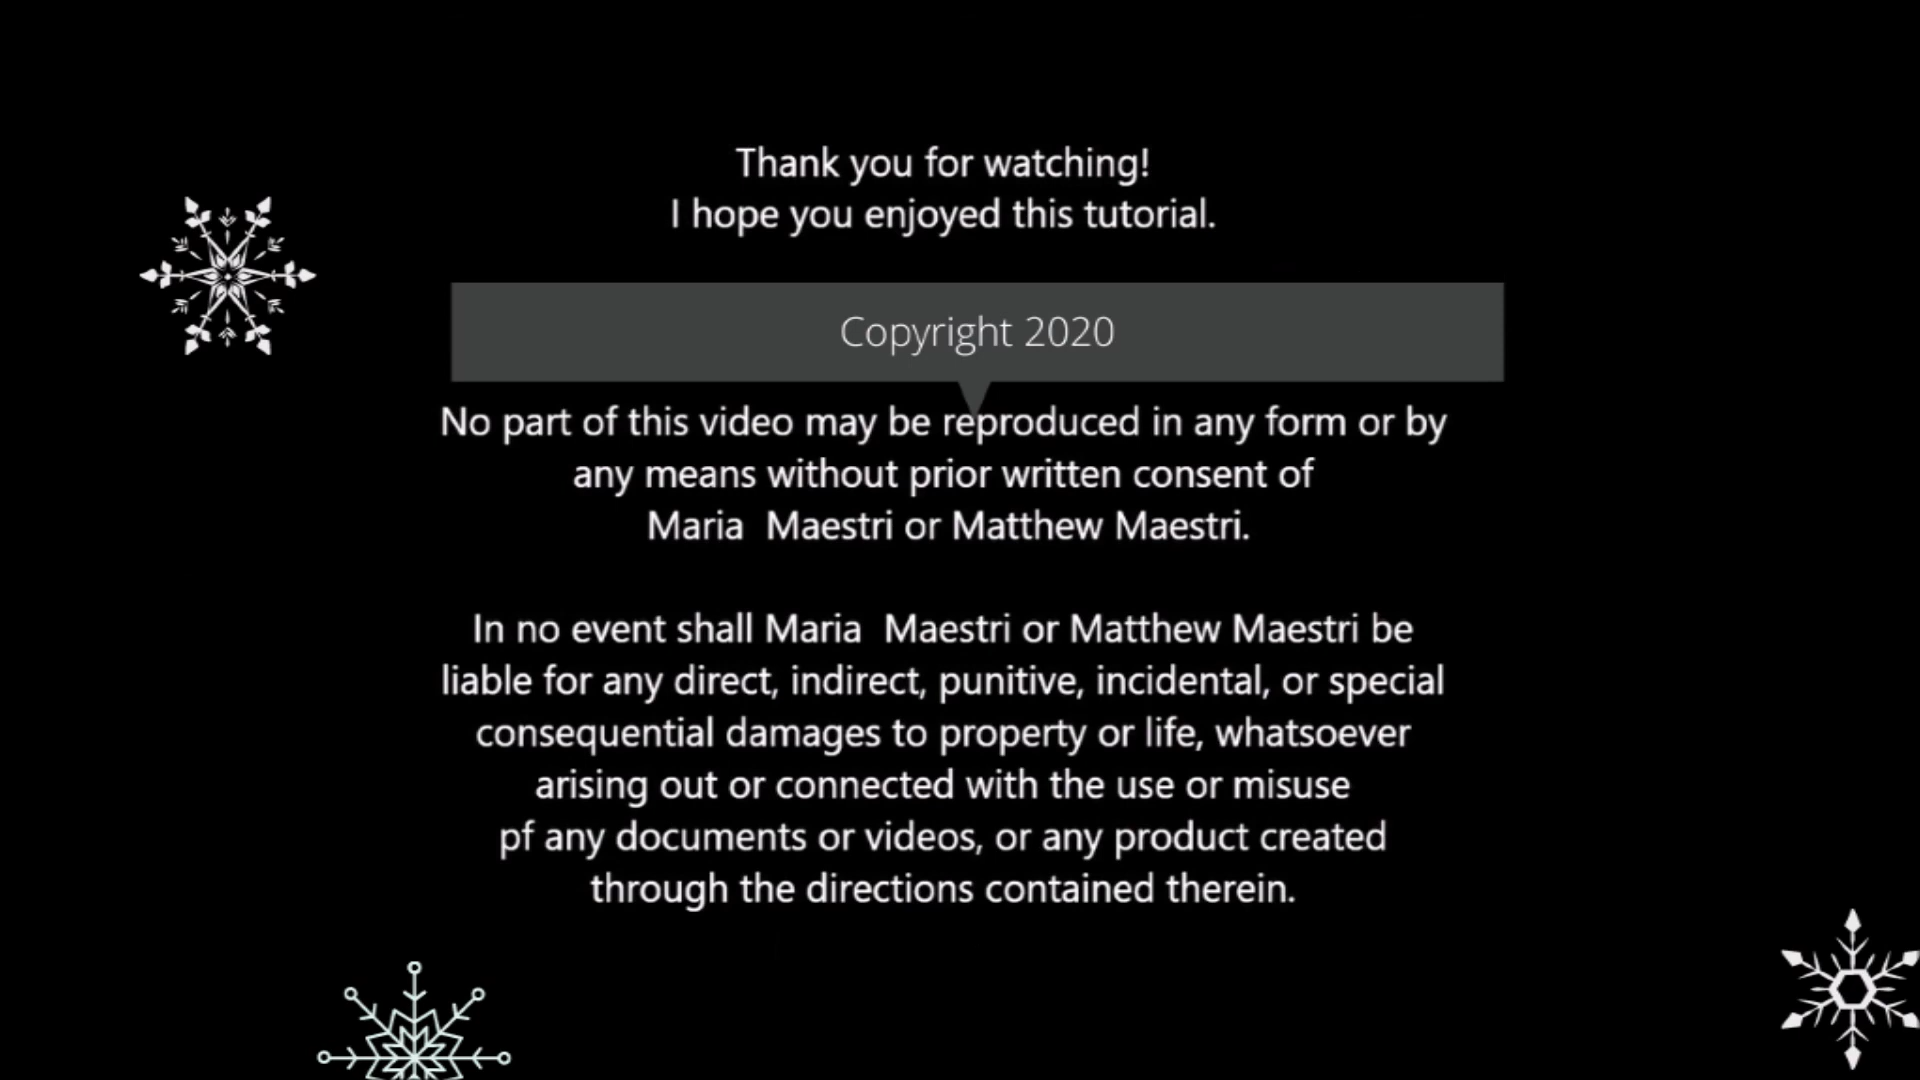 Thank you for watching!
I hope you enjoyed this tutorial.
Copyright 2020
No part of this video may be reproduced in any form or by
any means without prior written consent of
Maria  Maestri or Matthew Maestri.
In no event shall Maria  Maestri or Matthew Maestri be
liable for any direct, indirect, punitive, incidental, or special
consequential damages to property or life, whatsoever
arising out or connected with the use or misuse
pf any documents or videos, or any product created
through the directions contained therein.